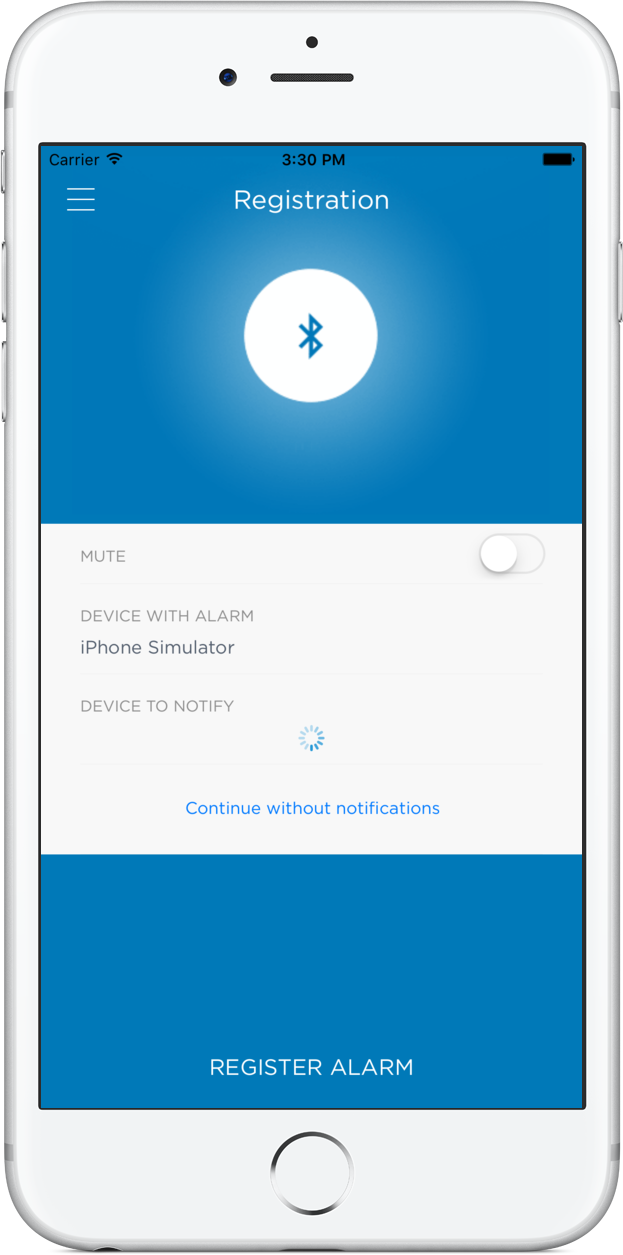 Carrier 3:30 PM
Registration
MUTE
DEVICE WITH ALARM
iPhone Simulator
DEVICE TO NOTIFY
Continue without notifications
REGISTER ALARM